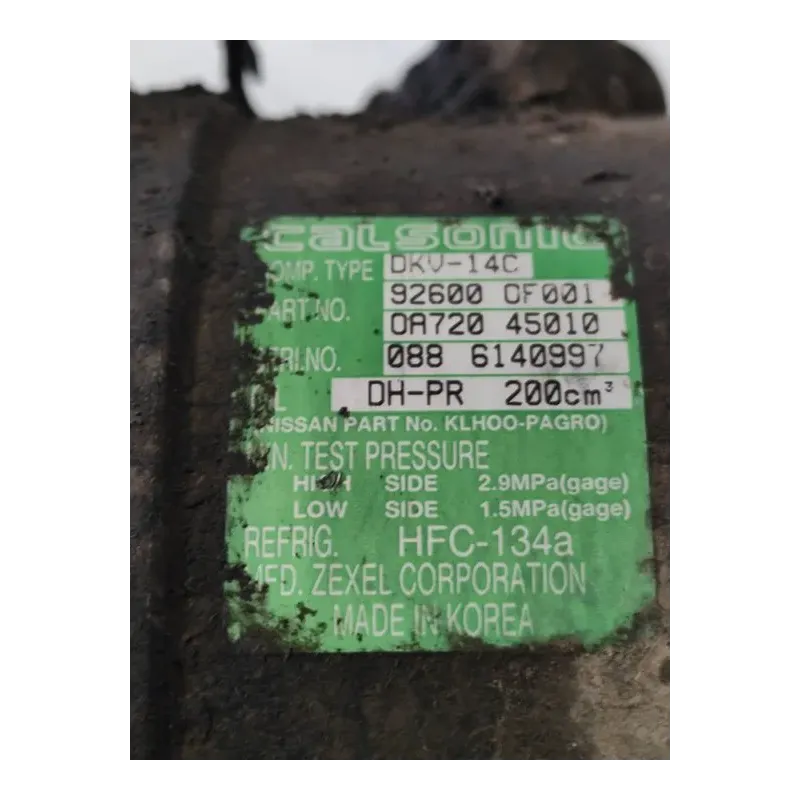 calsonic
OMP. TYPE DKV-14C
ART NO. 92600 0F001
0A720 45010
ERI.NO. 088 6140997
L DH-PR 200cm³
(NISSAN PART No. KLHOO-PAGRO)
N. TEST PRESSURE
HIGH SIDE 2.9MPa(gage)
LOW SIDE 1.5MPa(gage)
REFRIG. HFC-134a
MFD. ZEXEL CORPORATION
MADE IN KOREA